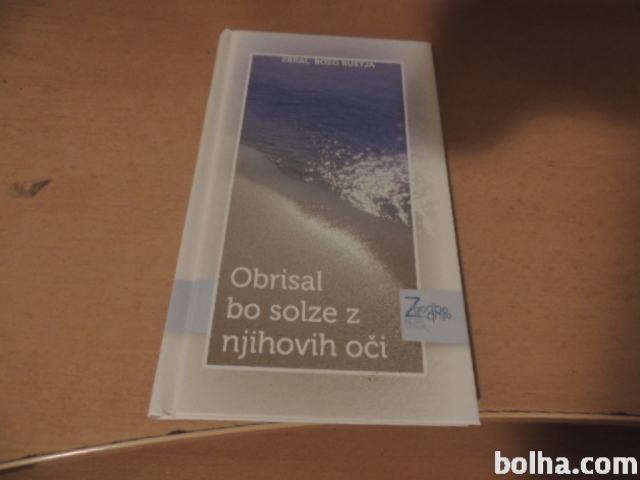 ZBRAL BOŽO RUSTJA
Obrisal
bo solze z
njihovih oči
Zgodbe
bolha.com